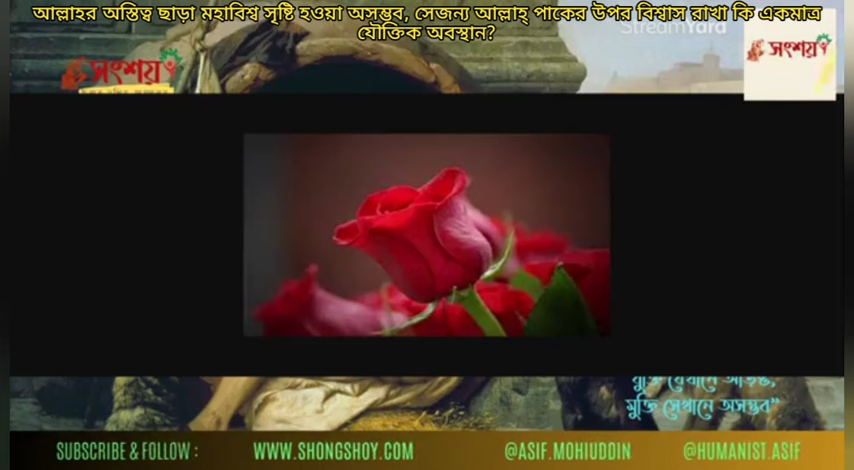 আল্লাহর অস্তিত্ব ছাড়া মহাবিশ্ব সৃষ্টি হওয়া অসম্ভব, সেজন্য আল্লাহ্ পাকের উপর বিশ্বাস রাখা কি একমাত্র
যৌক্তিক অবস্থান?
StreamYard
সংশয়
সংশয়
যুক্তি যেখানে আড়ষ্ট,
মুক্তি সেখানে অসম্ভব”
SUBSCRIBE & FOLLOW : WWW.SHONGSHOY.COM @ASIF.MOHIUDDIN @HUMANIST.ASIF